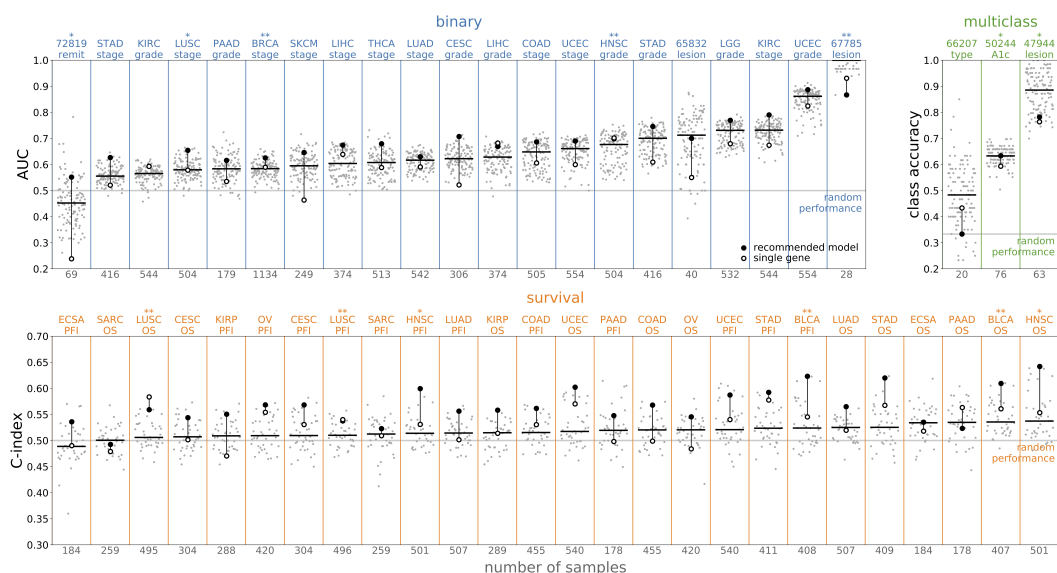 binary
multiclass
* * ** ** ** * *
72819 STAD KIRC LUSC PAAD BRCA SKCM LIHC THCA LUAD CESC LIHC COAD UCEC HNSC STAD 65832 LGG KIRC UCEC 67785 66207 50244 47944
remit stage grade stage grade stage stage stage stage stage grade grade stage stage grade grade lesion grade stage grade lesion type A1c lesion
AUC
1.0
0.9
0.8
0.7
0.6
0.5
0.4
0.3
0.2
random
performance
recommended model
single gene
69 416 544 504 179 1134 249 374 513 542 306 374 505 554 504 416 40 532 544 554 28
class accuracy
1.0
0.9
0.8
0.7
0.6
0.5
0.4
0.3
0.2
random
performance
20 76 63
survival
** ** * ** ** *
ECSA SARC LUSC CESC KIRP OV CESC LUSC SARC HNSC LUAD KIRP COAD UCEC PAAD COAD OV UCEC STAD BLCA LUAD STAD ECSA PAAD BLCA HNSC
PFI OS OS OS PFI PFI PFI PFI PFI PFI PFI OS PFI OS PFI OS OS PFI PFI PFI OS OS OS OS OS OS
C-index
0.70
0.65
0.60
0.55
0.50
0.45
0.40
0.35
0.30
random
performance
184 259 495 304 288 420 304 496 259 501 507 289 455 540 178 455 420 540 411 408 507 409 184 178 407 501
number of samples